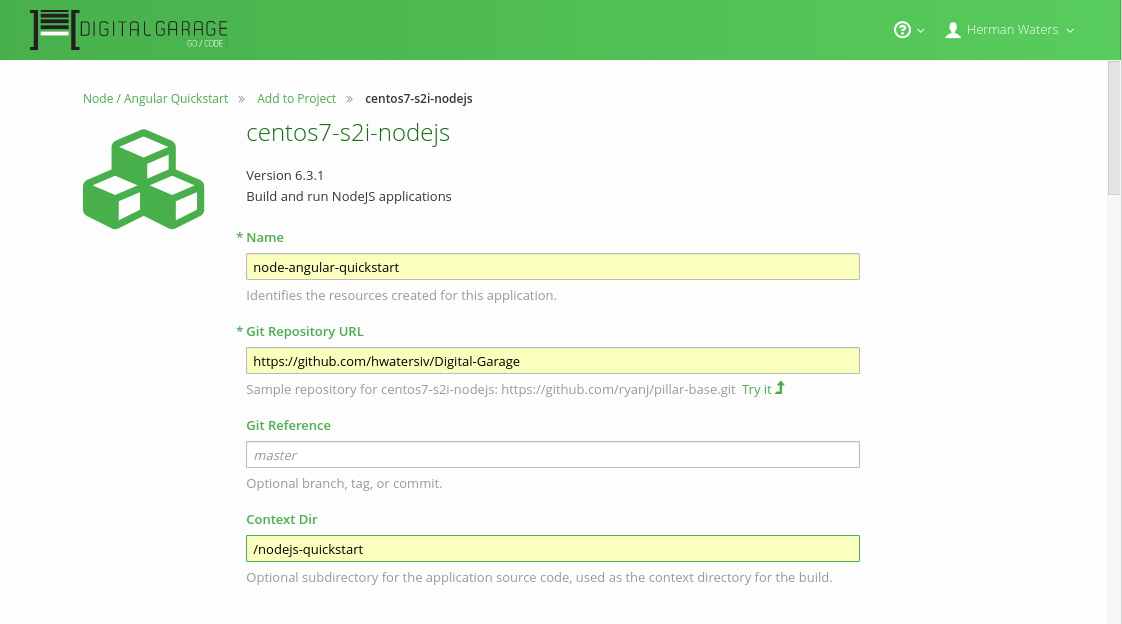 DIGITALGARAGE
GO / CODE !
Herman Waters
Node / Angular Quickstart » Add to Project » centos7-s2i-nodejs
centos7-s2i-nodejs
Version 6.3.1
Build and run NodeJS applications
* Name
node-angular-quickstart
Identifies the resources created for this application.
* Git Repository URL
https://github.com/hwatersiv/Digital-Garage
Sample repository for centos7-s2i-nodejs: https://github.com/ryanj/pillar-base.git Try it
Git Reference
master
Optional branch, tag, or commit.
Context Dir
/nodejs-quickstart
Optional subdirectory for the application source code, used as the context directory for the build.